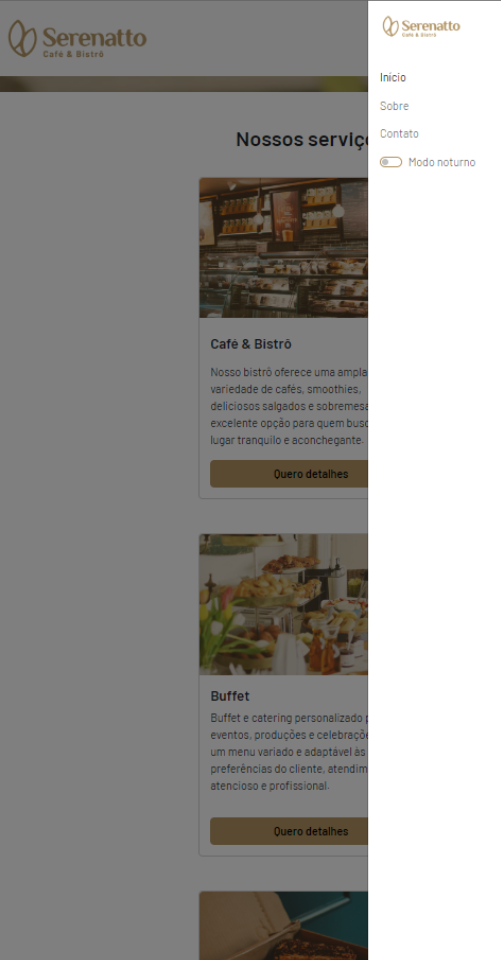 Serenatto
Café & Bistrô
Serenatto
Café & Bistrô
Início
Sobre
Contato
Modo noturno
Nossos serviç
Café & Bistrô
Nosso bistrô oferece uma ampla
variedade de cafés, smoothies,
deliciosos salgados e sobremesa
excelente opção para quem busc
lugar tranquilo e aconchegante.
Quero detalhes
Buffet
Buffet e catering personalizado p
eventos, produções e celebraçõe
um menu variado e adaptável às
preferências do cliente, atendim
atencioso e profissional.
Quero detalhes